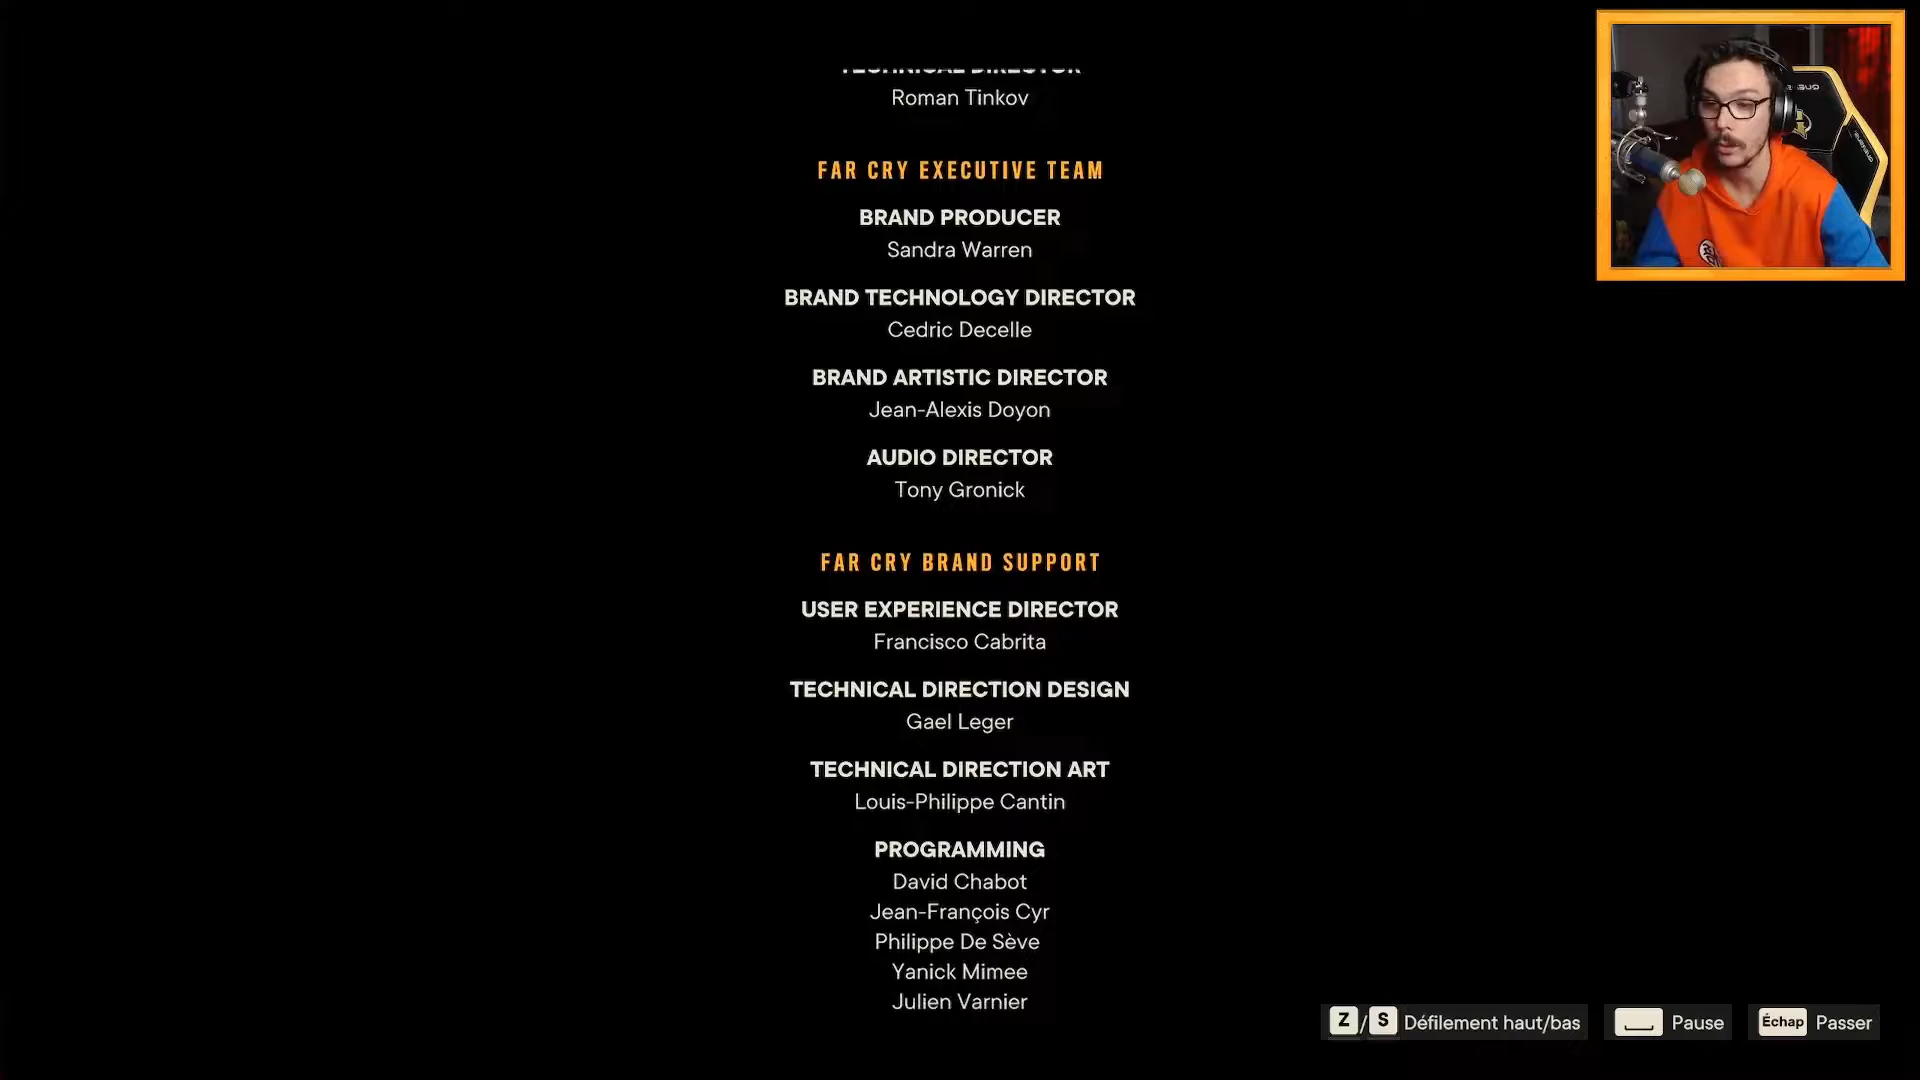 TECHNICAL DIRECTOR
Roman Tinkov
FAR CRY EXECUTIVE TEAM
BRAND PRODUCER
Sandra Warren
BRAND TECHNOLOGY DIRECTOR
Cedric Decelle
BRAND ARTISTIC DIRECTOR
Jean-Alexis Doyon
AUDIO DIRECTOR
Tony Gronick
FAR CRY BRAND SUPPORT
USER EXPERIENCE DIRECTOR
Francisco Cabrita
TECHNICAL DIRECTION DESIGN
Gael Leger
TECHNICAL DIRECTION ART
Louis-Philippe Cantin
PROGRAMMING
David Chabot
Jean-François Cyr
Philippe De Sève
Yanick Mimee
Julien Varnier
Z/S Défilement haut/bas
Pause
Échap Passer